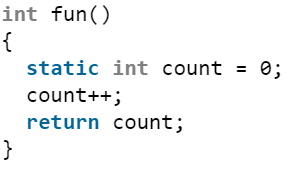 int fun()
{
  static int count = 0;
  count++;
  return count;
}